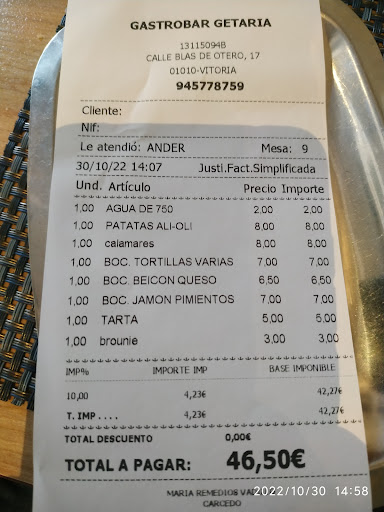 GASTROBAR GETARIA
13115094B
CALLE BLAS DE OTERO, 17
01010-VITORIA
945778759
Cliente:
Nif:
Le atendió: ANDER Mesa: 9
30/10/22 14:07 Justi.Fact.Simplificada
Und. Artículo Precio Importe
1,00 AGUA DE 750 2,00 2,00
1,00 PATATAS ALI-OLI 8,00 8,00
1,00 calamares 8,00 8,00
1,00 BOC. TORTILLAS VARIAS 7,00 7,00
1,00 BOC. BEICON QUESO 6,50 6,50
1,00 BOC. JAMON PIMIENTOS 7,00 7,00
1,00 TARTA 5,00 5,00
1,00 brounie 3,00 3,00
IMP% IMPORTE IMP BASE IMPONIBLE
10,00 4,23€ 42,27€
T. IMP .... 4,23€ 42,27€
TOTAL DESCUENTO 0,00€
TOTAL A PAGAR: 46,50€
MARIA REMEDIOS
CARCEDO
2022/10/30 14:58